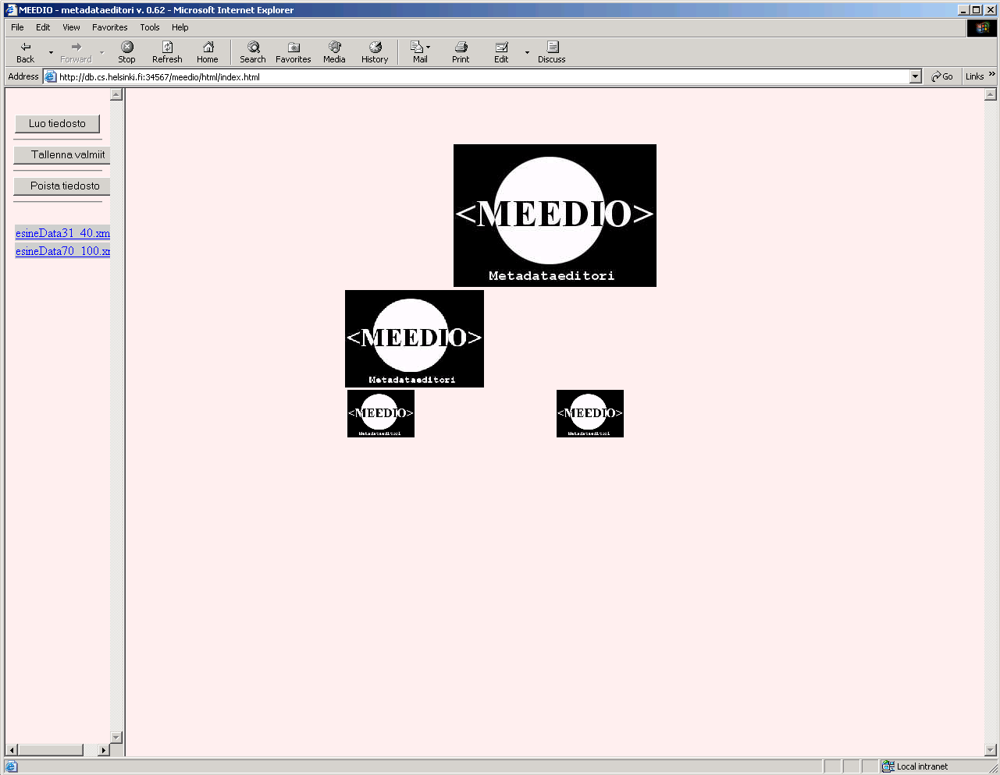 MEEDIO - metadataeditori v. 0.62 - Microsoft Internet Explorer
File Edit View Favorites Tools Help
Back Forward Stop Refresh Home Search Favorites Media History Mail Print Edit Discuss
Address http://db.cs.helsinki.fi:34567/meedio/html/index.html Go Links »
Luo tiedosto
Tallenna valmiit
Poista tiedosto
esineData31_40.xm
esineData70_100.xr
<MEEDIO>
Metadataeditori
<MEEDIO>
Metadataeditori
<MEEDIO>
Metadataeditori
<MEEDIO>
Metadataeditori
Local intranet